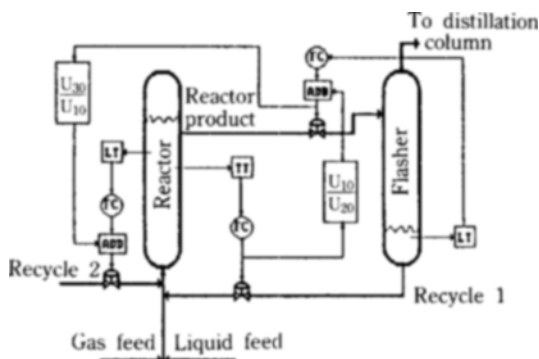 To distillation
column
TC
U30
U10
ADD
Reactor
product
LT
Reactor
TT
Flasher
U10
U20
TC
TC
ADD
LT
Recycle 2
Recycle 1
Gas feed
Liquid feed